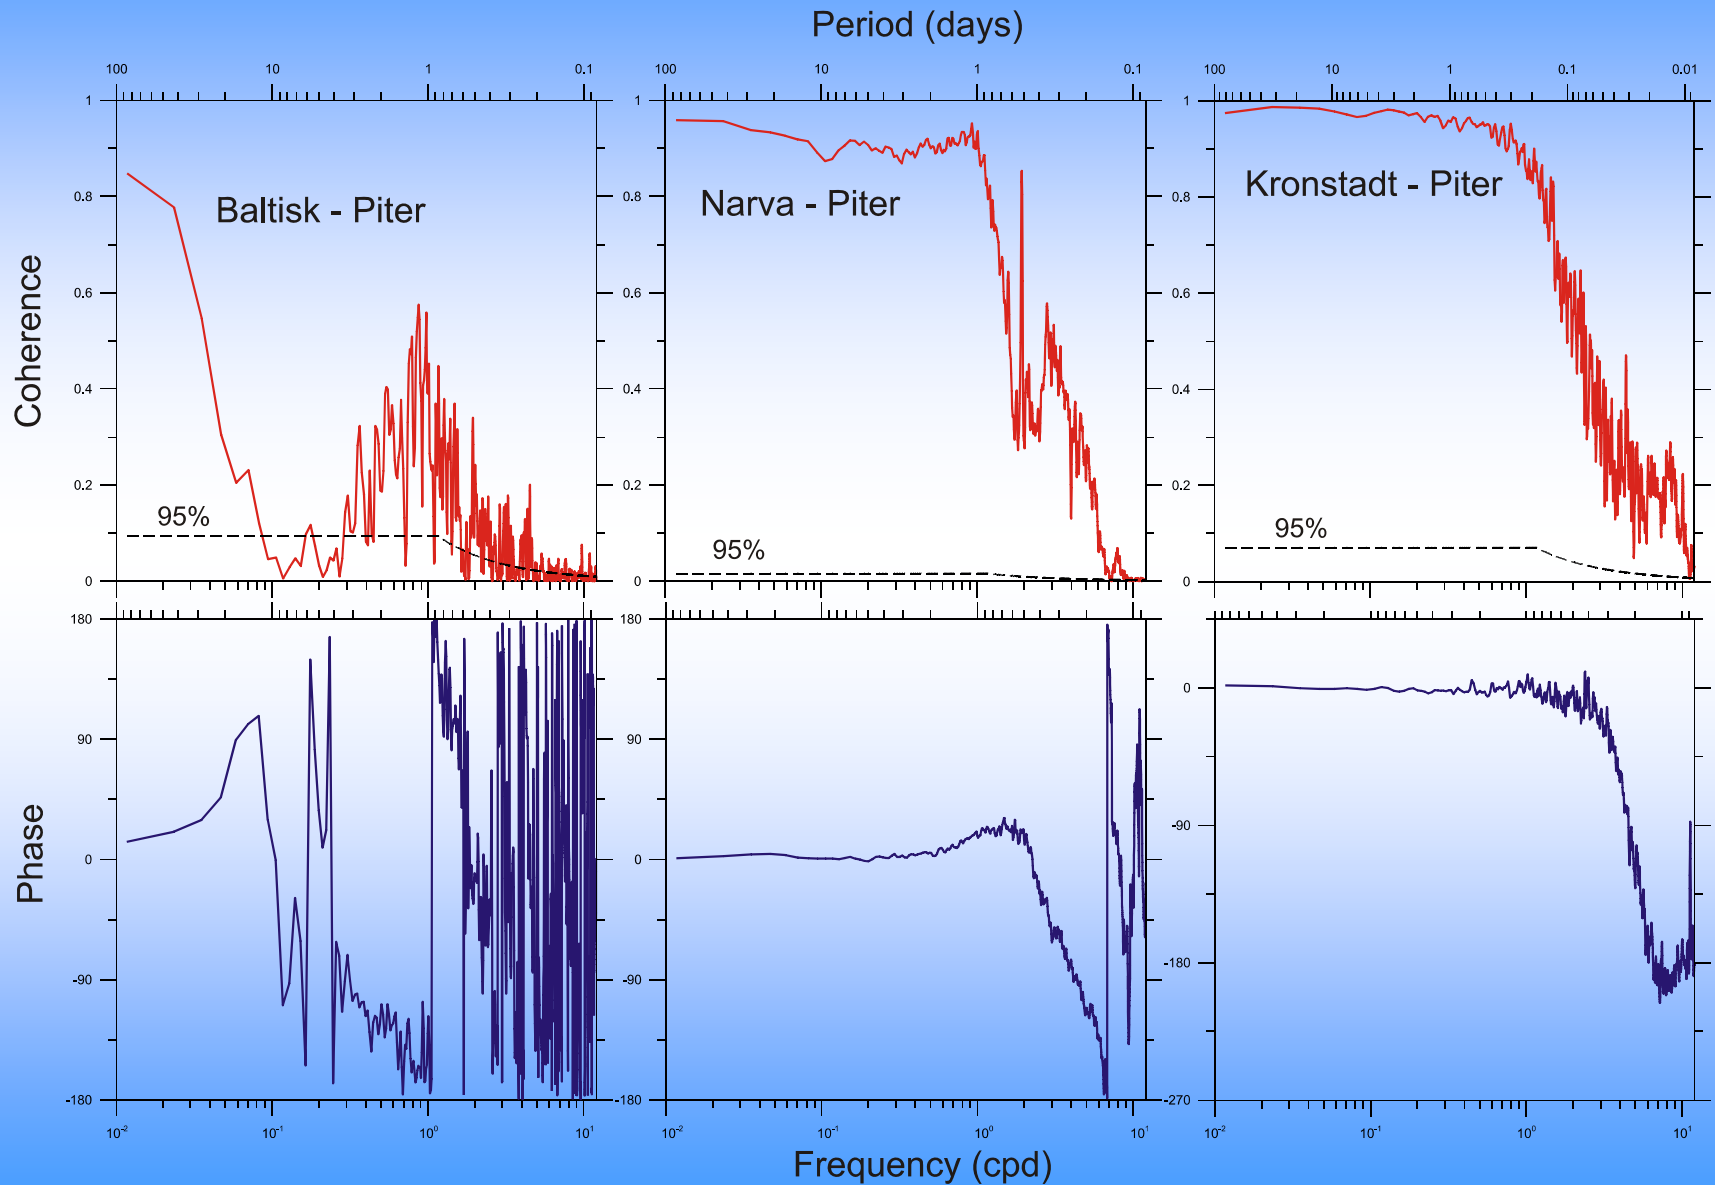 Period (days)
100 10 1 0.1 100 10 1 0.1 100 10 1 0.1 0.01
Coherence
1 1 1
0.8 0.8 0.8
0.6 0.6 0.6
0.4 0.4 0.4
0.2 0.2 0.2
0 0 0
Baltisk - Piter
Narva - Piter
Kronstadt - Piter
95%
95%
95%
Phase
180 180
90 90 0
0 0 -90
-90 -90 -180
-180 -180 -270
10⁻² 10⁻¹ 10⁰ 10¹ 10⁻² 10⁻¹ 10⁰ 10¹ 10⁻² 10⁻¹ 10⁰ 10¹
Frequency (cpd)